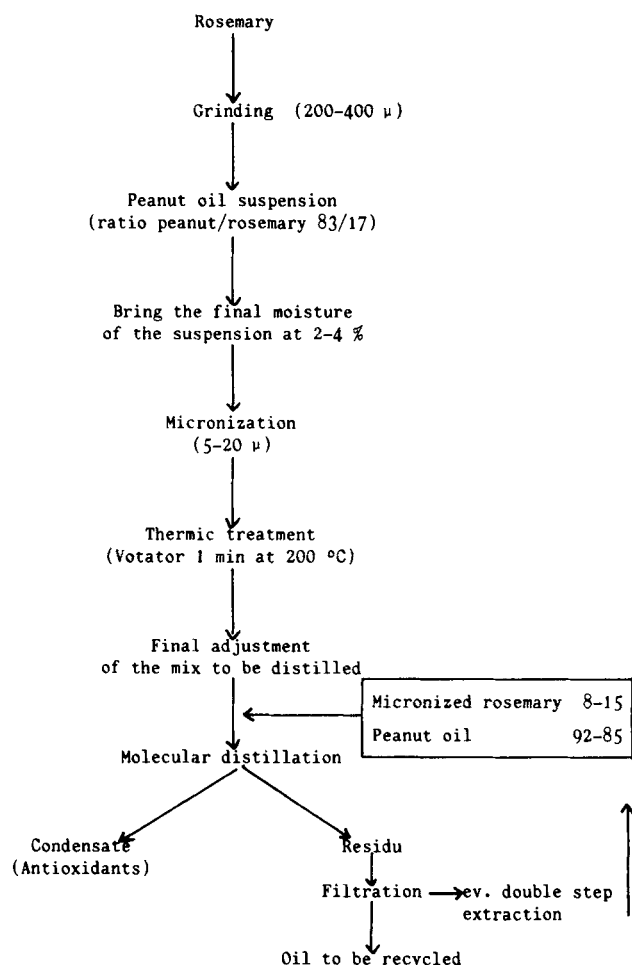 Rosemary
Grinding (200-400 μ)
Peanut oil suspension
(ratio peanut/rosemary 83/17)
Bring the final moisture
of the suspension at 2-4 %
Micronization
(5-20 μ)
Thermic treatment
(Votator 1 min at 200 ºC)
Final adjustment
of the mix to be distilled
Micronized rosemary 8-15
Peanut oil 92-85
Molecular distillation
Condensate
(Antioxidants)
Residu
Filtration
ev. double step
extraction
Oil to be recycled